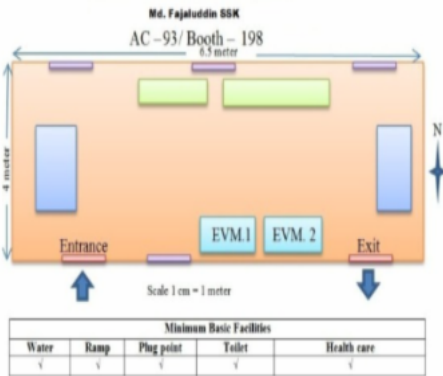 Md. Fajaluddin SSK
AC –93/ Booth – 198
6.5 meter
4 meter
N
EVM.1 EVM. 2
Entrance Exit
Scale 1 cm = 1 meter
Minimum Basic Facilities
Water Ramp Plug point Toilet Health care
√ √ √ √ √